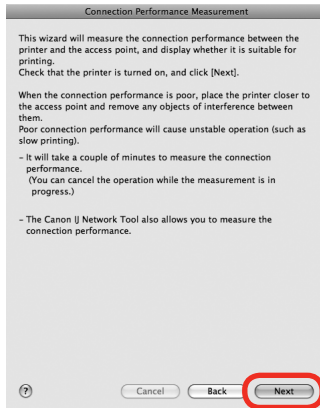 Connection Performance Measurement
This wizard will measure the connection performance between the
printer and the access point, and display whether it is suitable for
printing.
Check that the printer is turned on, and click [Next].
When the connection performance is poor, place the printer closer to
the access point and remove any objects of interference between
them.
Poor connection performance will cause unstable operation (such as
slow printing).
– It will take a couple of minutes to measure the connection
performance.
(You can cancel the operation while the measurement is in
progress.)
– The Canon IJ Network Tool also allows you to measure the
connection performance.
? Cancel Back Next